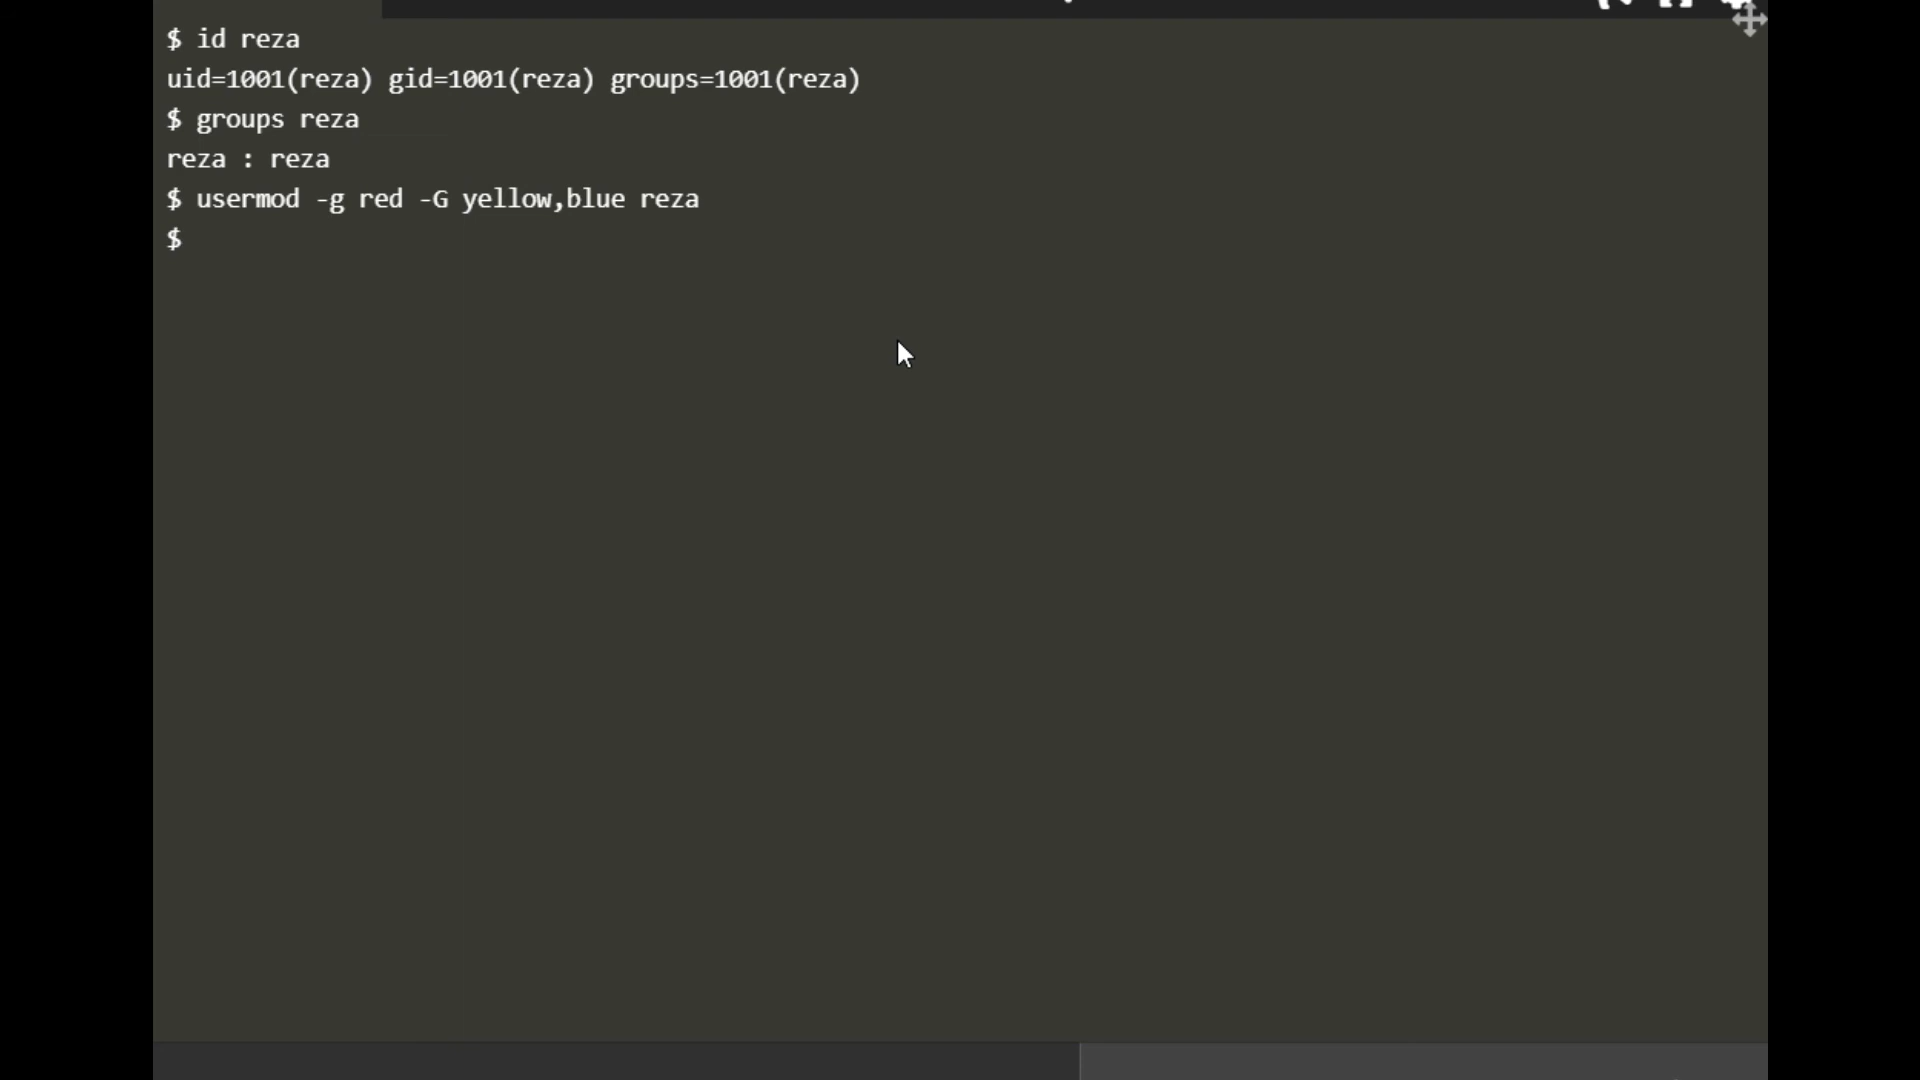 $ id reza
uid=1001(reza) gid=1001(reza) groups=1001(reza)
$ groups reza
reza : reza
$ usermod -g red -G yellow,blue reza
$